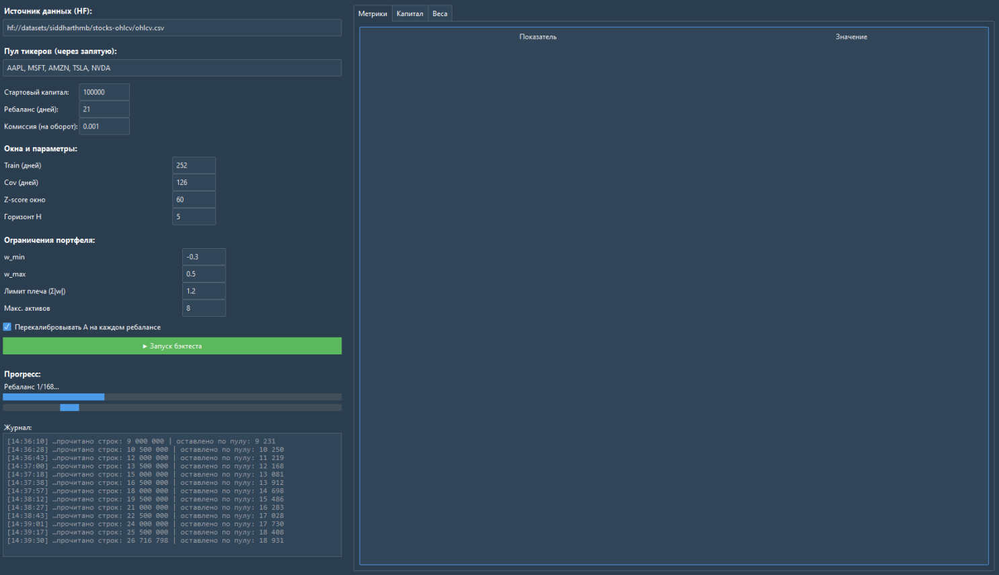 Источник данных (HF):
hf://datasets/siddharthmb/stocks-ohlcv/ohlcv.csv
Пул тикеров (через запятую):
AAPL, MSFT, AMZN, TSLA, NVDA
Стартовый капитал: 100000
Ребаланс (дней): 21
Комиссия (на оборот): 0.001
Окна и параметры:
Train (дней) 252
Cov (дней) 126
Z-score окно 60
Горизонт H 5
Ограничения портфеля:
w_min -0.3
w_max 0.5
Лимит плеча (Σ|w|) 1.2
Макс. активов 8
Перекалибровывать A на каждом ребалансе
► Запуск бэктеста
Прогресс:
Ребаланс 1/168...
Журнал:
[14:36:10] …прочитано строк: 9 000 000 | оставлено по пулу: 9 231
[14:36:28] …прочитано строк: 10 500 000 | оставлено по пулу: 10 250
[14:36:43] …прочитано строк: 12 000 000 | оставлено по пулу: 11 219
[14:37:00] …прочитано строк: 13 500 000 | оставлено по пулу: 12 168
[14:37:18] …прочитано строк: 15 000 000 | оставлено по пулу: 13 081
[14:37:38] …прочитано строк: 16 500 000 | оставлено по пулу: 13 912
[14:37:57] …прочитано строк: 18 000 000 | оставлено по пулу: 14 698
[14:38:12] …прочитано строк: 19 500 000 | оставлено по пулу: 15 486
[14:38:27] …прочитано строк: 21 000 000 | оставлено по пулу: 16 283
[14:38:43] …прочитано строк: 22 500 000 | оставлено по пулу: 17 028
[14:39:01] …прочитано строк: 24 000 000 | оставлено по пулу: 17 730
[14:39:17] …прочитано строк: 25 500 000 | оставлено по пулу: 18 408
[14:39:30] …прочитано строк: 26 716 798 | оставлено по пулу: 18 931
Метрики Капитал Веса
Показатель Значение